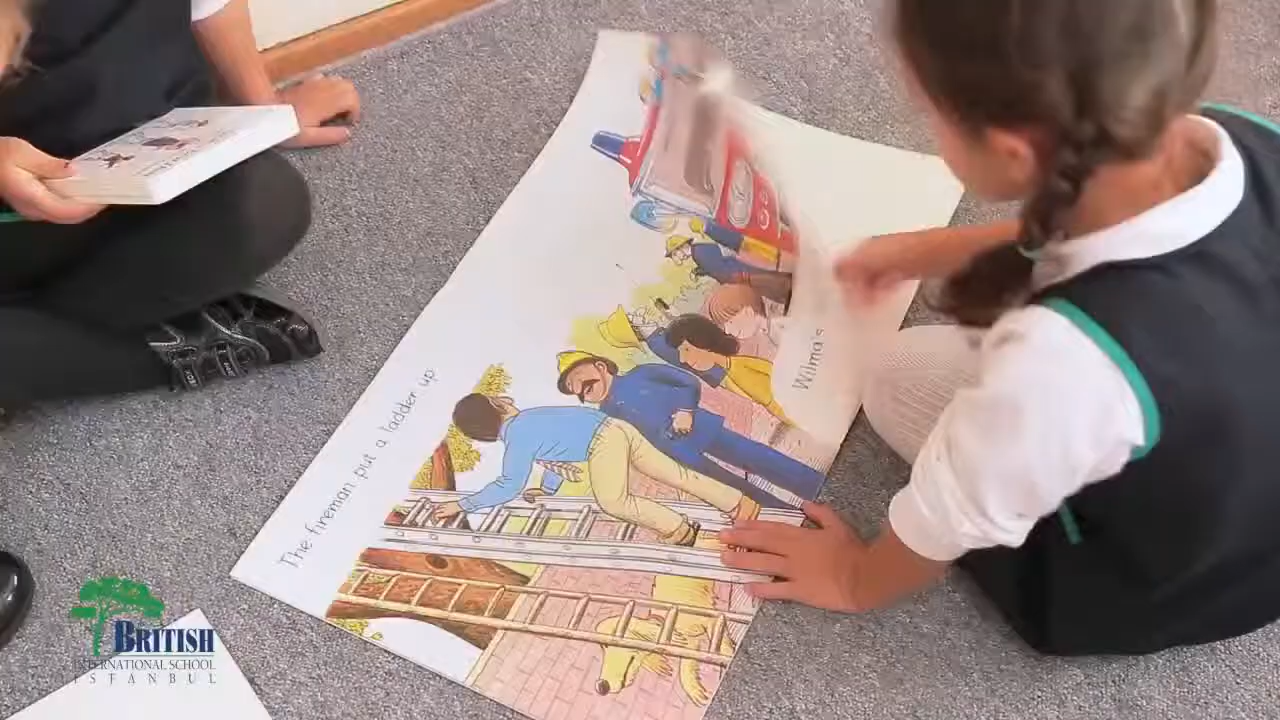 The fireman put a ladder up
Wilma's
BRITISH
INTERNATIONAL SCHOOL
ISTANBUL